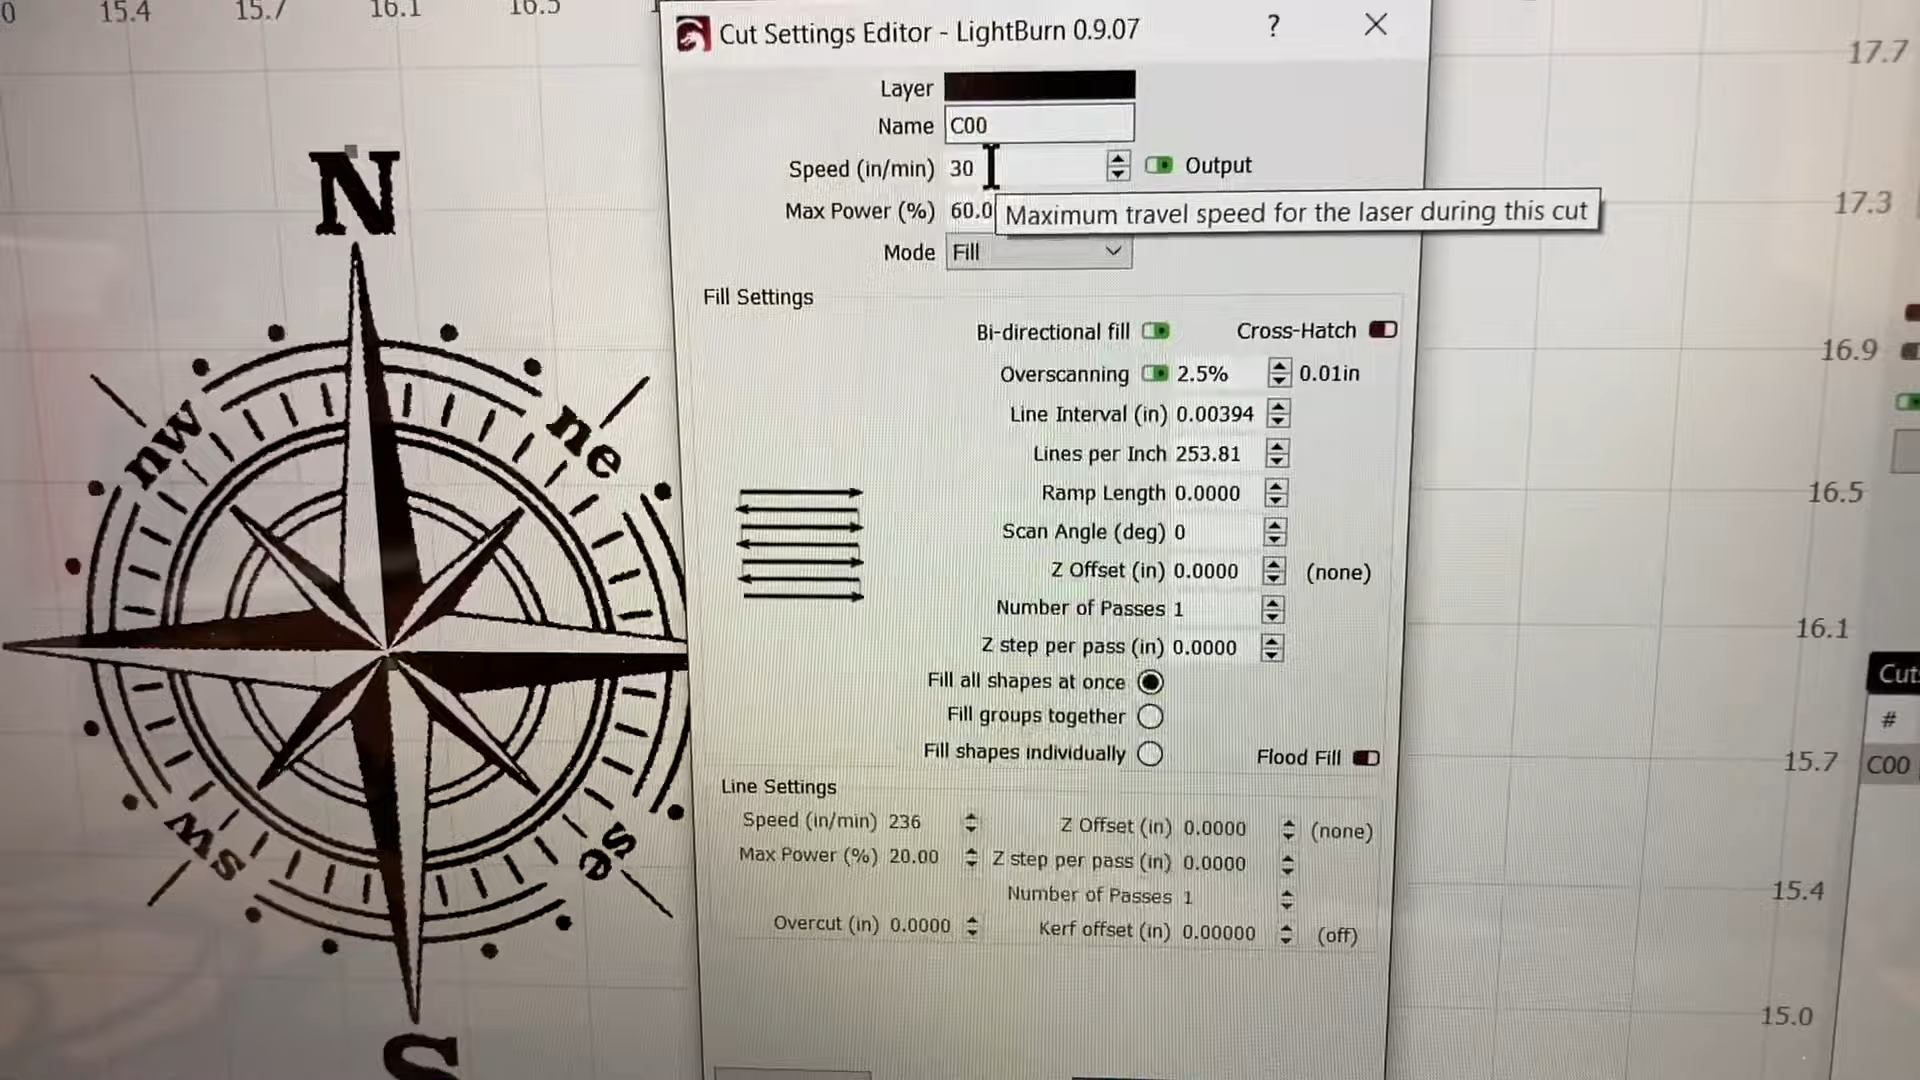 15.4
15.7
16.1
16.5
17.7
17.3
16.9
16.5
16.1
15.7
15.4
15.0
N
nw
ne
sw
se
S
Cut Settings Editor - LightBurn 0.9.07
? ×
Layer
Name C00
Speed (in/min) 30
Output
Max Power (%) 60.0
Maximum travel speed for the laser during this cut
Mode Fill
Fill Settings
Bi-directional fill
Cross-Hatch
Overscanning 2.5% 0.01in
Line Interval (in) 0.00394
Lines per Inch 253.81
Ramp Length 0.0000
Scan Angle (deg) 0
Z Offset (in) 0.0000 (none)
Number of Passes 1
Z step per pass (in) 0.0000
Fill all shapes at once
Fill groups together
Fill shapes individually
Flood Fill
Line Settings
Speed (in/min) 236
Z Offset (in) 0.0000 (none)
Max Power (%) 20.00
Z step per pass (in) 0.0000
Number of Passes 1
Overcut (in) 0.0000
Kerf offset (in) 0.00000 (off)
Cuts
#
C00